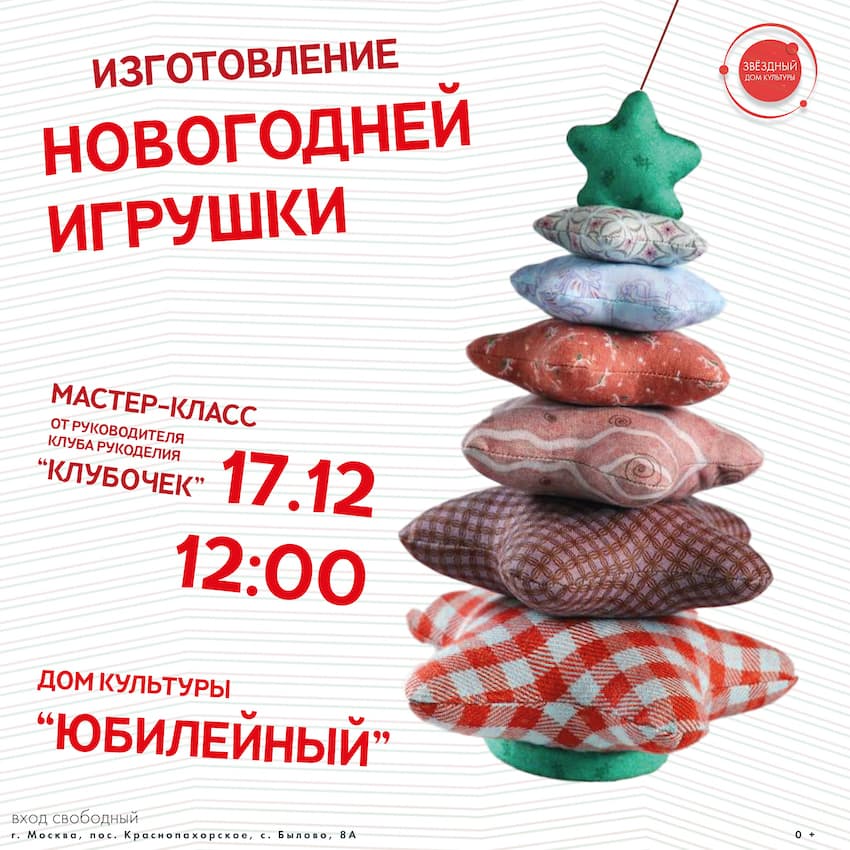 ИЗГОТОВЛЕНИЕ
НОВОГОДНЕЙ
ИГРУШКИ
ЗВЁЗДНЫЙ
ДОМ КУЛЬТУРЫ
МАСТЕР-КЛАСС
ОТ РУКОВОДИТЕЛЯ
КЛУБА РУКОДЕЛИЯ
“КЛУБОЧЕК”
17.12
12:00
ДОМ КУЛЬТУРЫ
“ЮБИЛЕЙНЫЙ”
ВХОД СВОБОДНЫЙ
г. Москва, пос. Краснопахорское, с. Былово, 8А
0 +